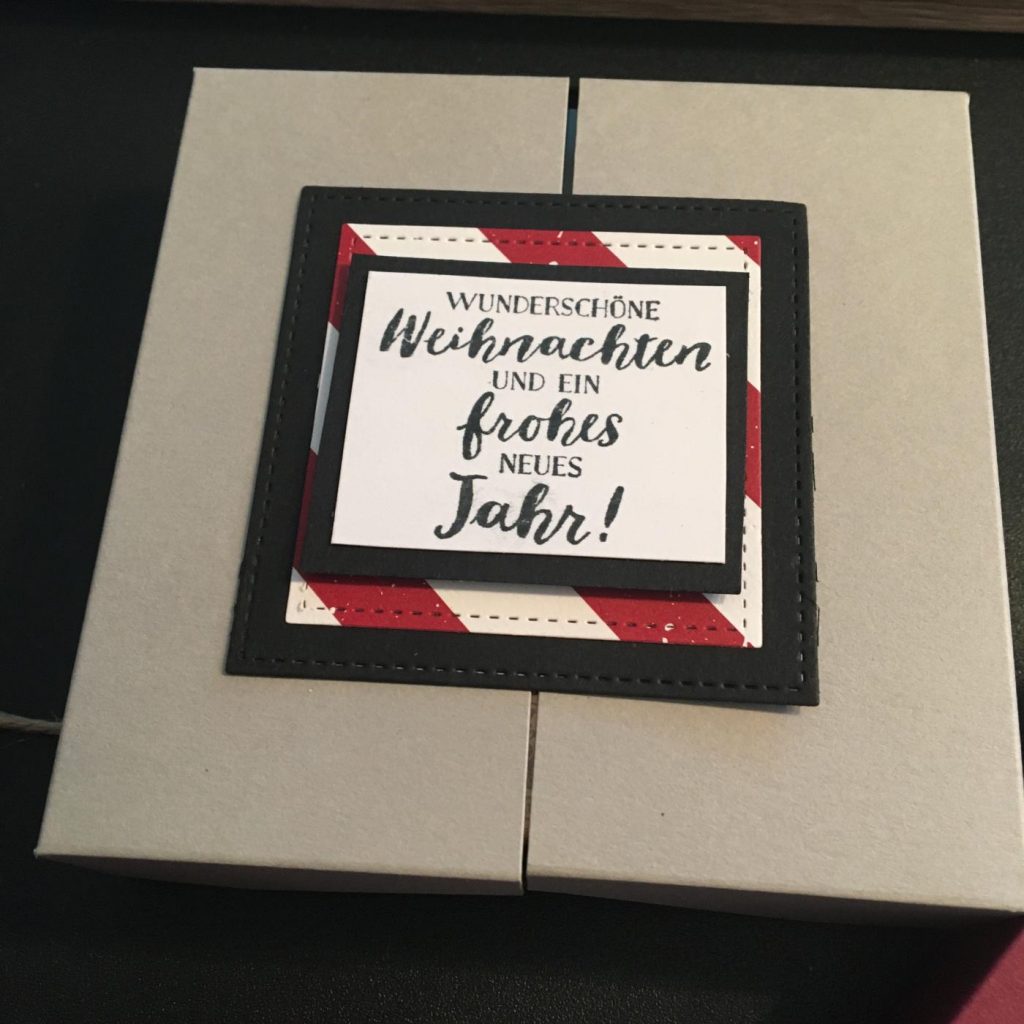 WUNDERSCHÖNE
Weihnachten
UND EIN
frohes
NEUES
Jahr!